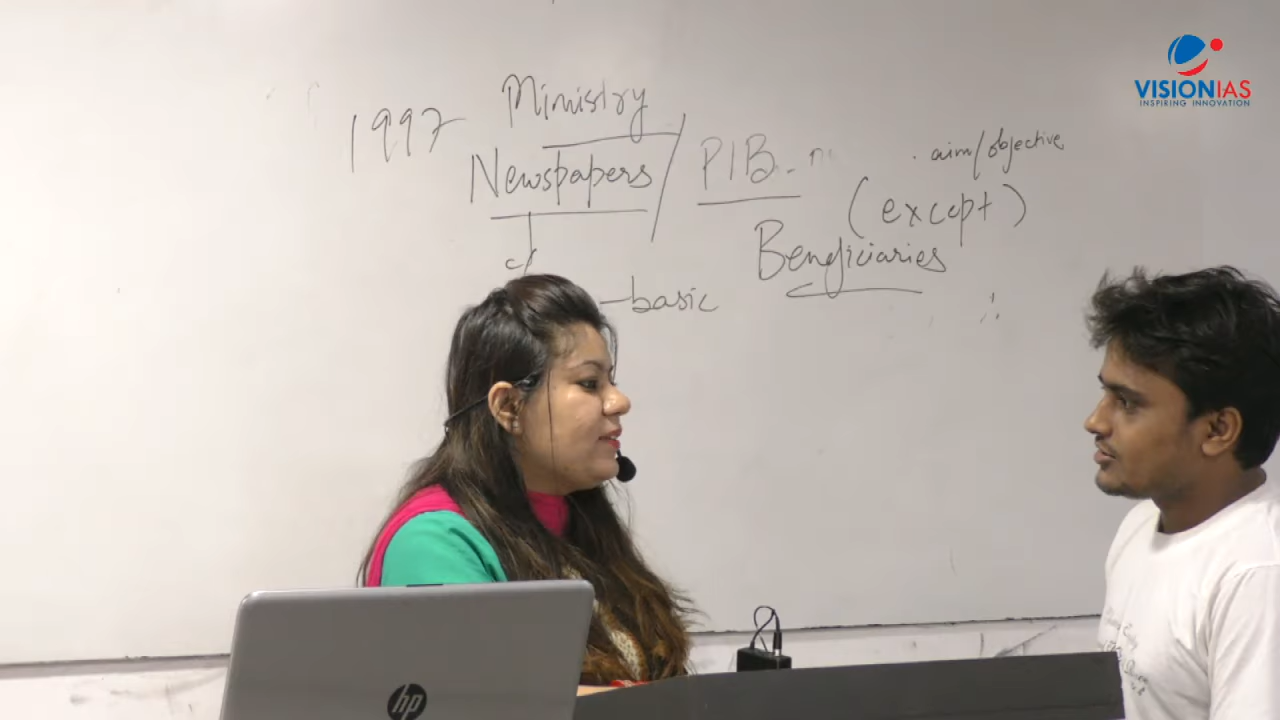 VISIONIAS
INSPIRING INNOVATION
1997
Ministry
Newspapers / PIB
. aim/objective
(except)
Beneficiaries
-basic
hp